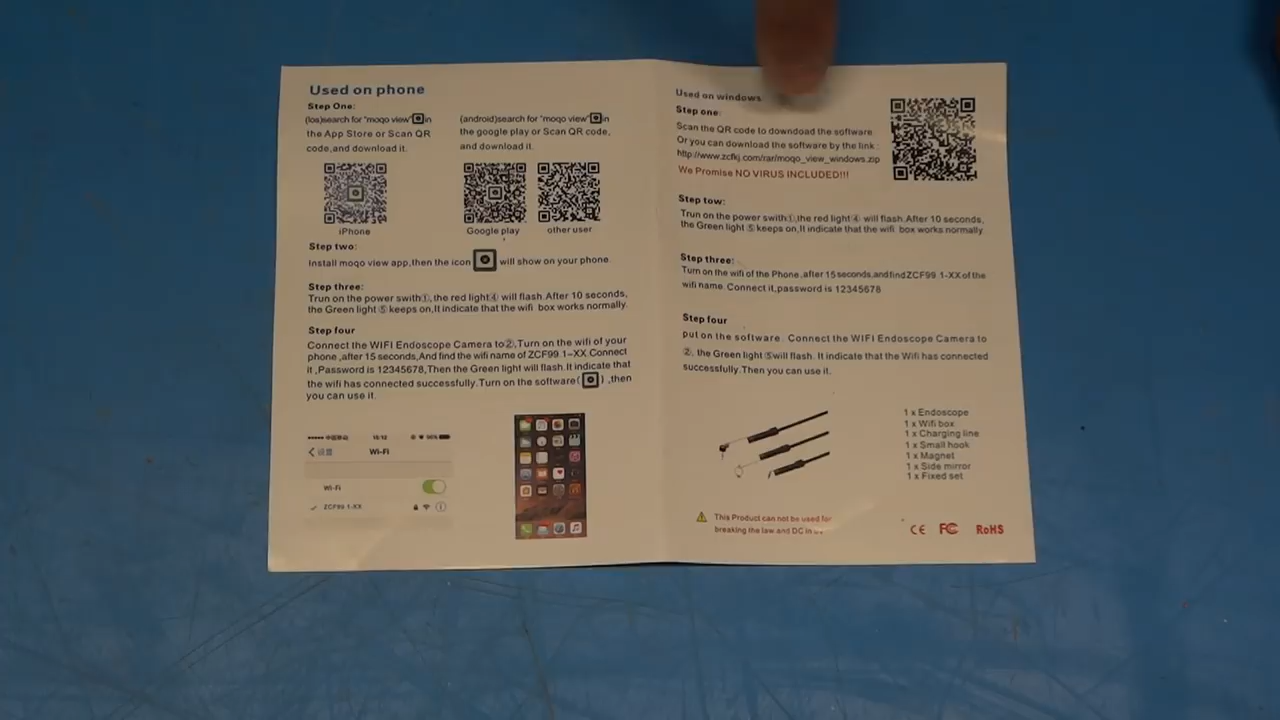 Used on phone
Step One:
(Ioa)search for "moqo view" in
the App Store or Scan QR
code,and download it.
(android)search for "moqo view" in
the google play or Scan QR code,
and download it.
iPhone
Google play
other user
Step two:
Install moqo view app,then the icon will show on your phone
Step three:
Trun on the power swith①,the red light④ will flash.After 10 seconds,
the Green light ⑤ keeps on,It indicate that the wifi box works normally.
Step four
Connect the WIFI Endoscope Camera to②,Turn on the wifi of your
phone,after 15 seconds,And find the wifi name of ZCF99 1-XX.Connect
it ,Password is 12345678,Then the Green light will flash.It indicate that
the wifi has connected successfully.Turn on the software( ) ,then
you can use it.
中国移动 90%
设置 Wi-Fi
Wi-Fi
ZCF99 1-XX
Used on windows
Step one:
Scan the QR code to downdoad the software
Or you can download the software by the link :
http://www.zcfkj.com/rar/moqo_view_windows.zip
We Promise NO VIRUS INCLUDED!!!
Step tow:
Trun on the power swith①,the red light④ will flash.After 10 seconds,
the Green light ⑤ keeps on,It indicate that the wifi box works normally.
Step three:
Turn on the wifi of the Phone,after 15 seconds,and find ZCF99 1-XX of the
wifi name. Connect it,password is 12345678
Step four
put on the software. Connect the WIFI Endoscope Camera to
②, the Green light ⑤will flash. It indicate that the Wifi has connected
successfully.Then you can use it.
1 x Endoscope
1 x Wifi box
1 x Charging line
1 x Small hook
1 x Magnet
1 x Side mirror
1 x Fixed set
This Product can not be used for
breaking the law and DC in
CE FC RoHS